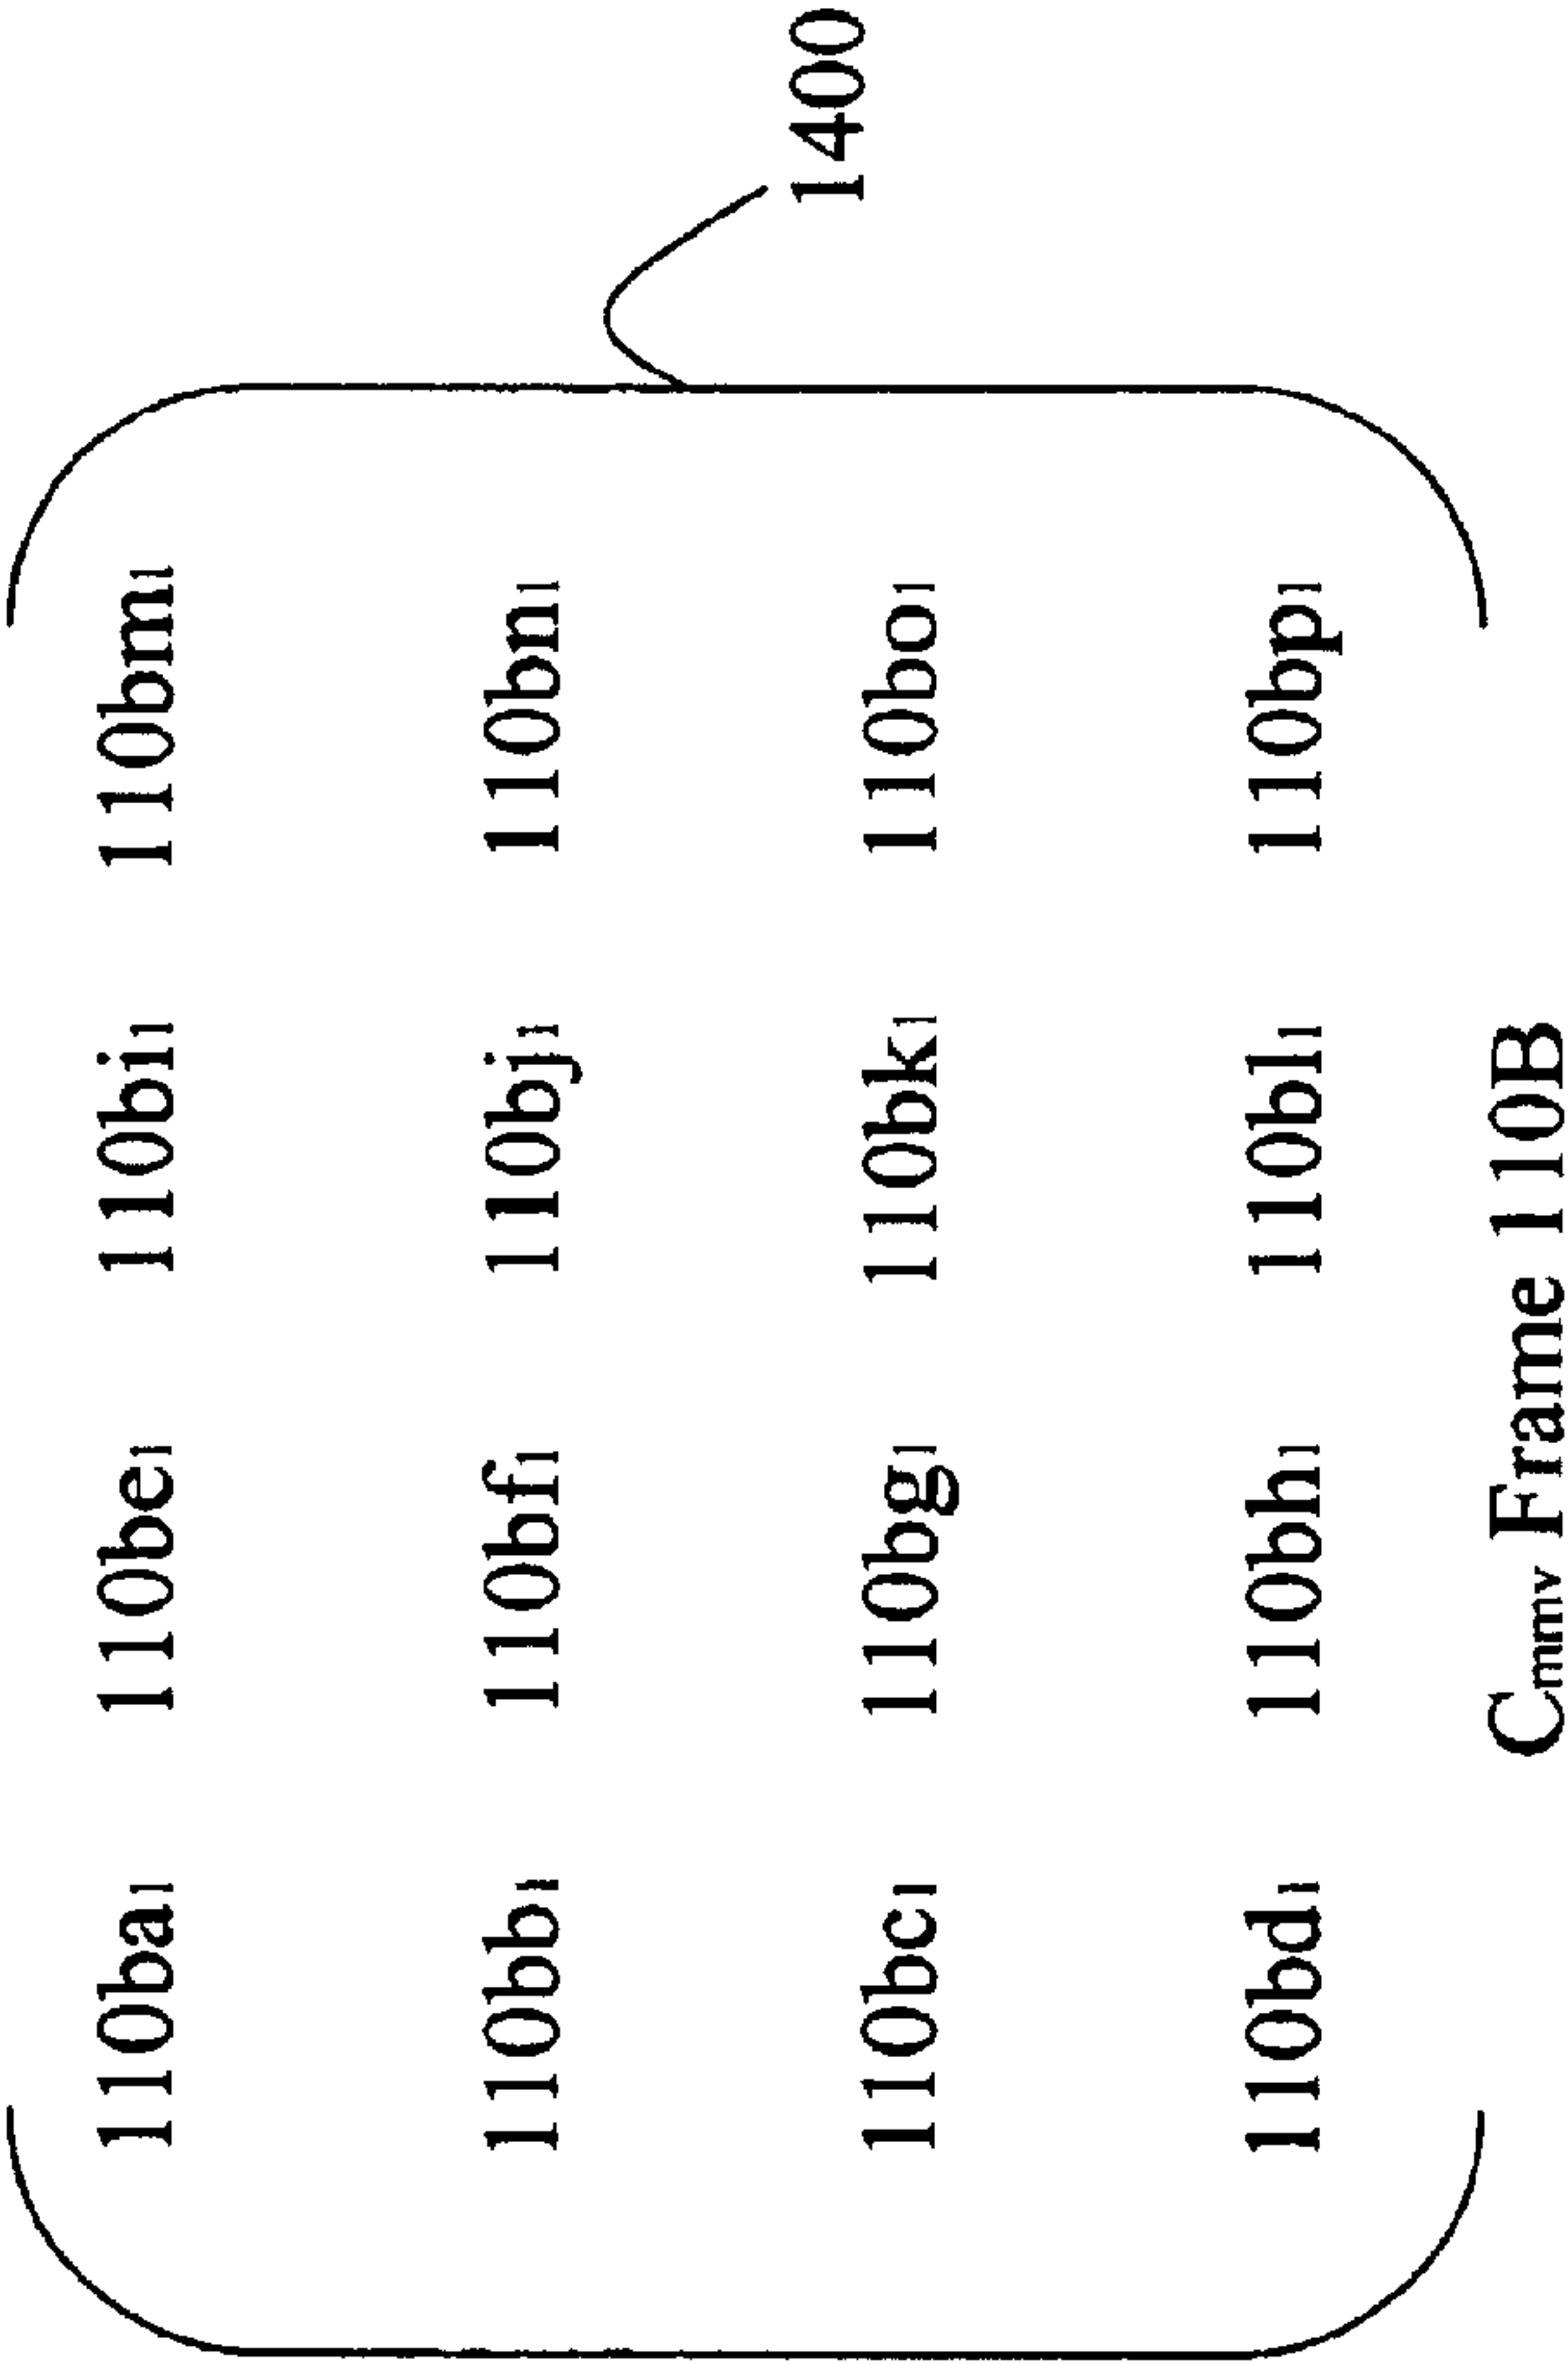 110ba₁ 110be₁ 110bi₁ 110bm₁
110bb₁ 110bf₁ 110bj₁ 110bn₁
110bc₁ 110bg₁ 110bk₁ 110bo₁
110bd₁ 110bh₁ 110bl₁ 110bp₁
1400
Cmmv Frame 110B